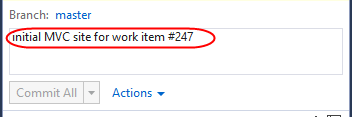 Branch: master
initial MVC site for work item #247
Commit All Actions